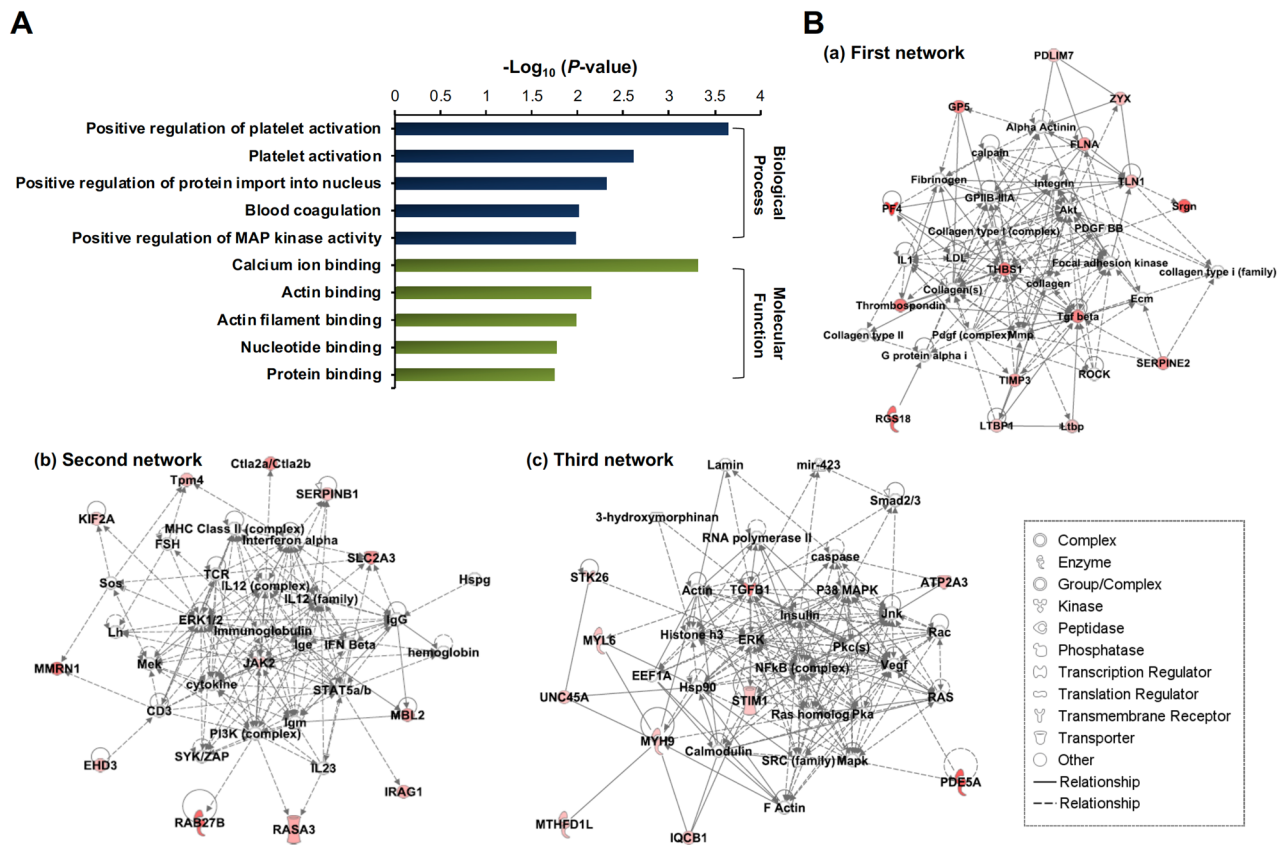 A
-Log10 (P-value)
0 0.5 1 1.5 2 2.5 3 3.5 4
Positive regulation of platelet activation
Platelet activation
Positive regulation of protein import into nucleus
Blood coagulation
Positive regulation of MAP kinase activity
Calcium ion binding
Actin binding
Actin filament binding
Nucleotide binding
Protein binding
Biological
Process
Molecular
Function
B
(a) First network
PDLIM7
ZYX
GP5
Alpha Actinin
FLNA
calpain
Fibrinogen
Integrin
TLN1
GPIIB-IIIA
PF4
Akt
Srgn
Collagen type I (complex)
PDGF BB
IL1
LDL
THBS1
Focal adhesion kinase
collagen type i (family)
Collagen(s)
collagen
Thrombospondin
Ecm
Tgf beta
Collagen type II
Pdgf (complex)
Mmp
G protein alpha i
SERPINE2
TIMP3
ROCK
RGS18
LTBP1
Ltbp
(b) Second network
Ctla2a/Ctla2b
Tpm4
SERPINB1
KIF2A
MHC Class II (complex)
FSH
Interferon alpha
SLC2A3
TCR
Sos
IL12 (complex)
Hspg
IL12 (family)
ERK1/2
IgG
Lh
Immunoglobulin
Ige
IFN Beta
hemoglobin
MMRN1
Mek
JAK2
cytokine
STAT5a/b
CD3
MBL2
Igm
PI3K (complex)
SYK/ZAP
EHD3
IL23
IRAG1
RAB27B
RASA3
(c) Third network
Lamin
mir-423
Smad2/3
3-hydroxymorphinan
RNA polymerase II
caspase
STK26
Actin
TGFB1
P38 MAPK
ATP2A3
Insulin
Jnk
MYL6
Histone h3
ERK
Pkc(s)
Rac
NFkB (complex)
Vegf
EEF1A
Hsp90
UNC45A
STIM1
RAS
Ras homolog
Pka
MYH9
Calmodulin
SRC (family)
Mapk
PDE5A
F Actin
MTHFD1L
IQCB1
Complex
Enzyme
Group/Complex
Kinase
Peptidase
Phosphatase
Transcription Regulator
Translation Regulator
Transmembrane Receptor
Transporter
Other
Relationship
Relationship